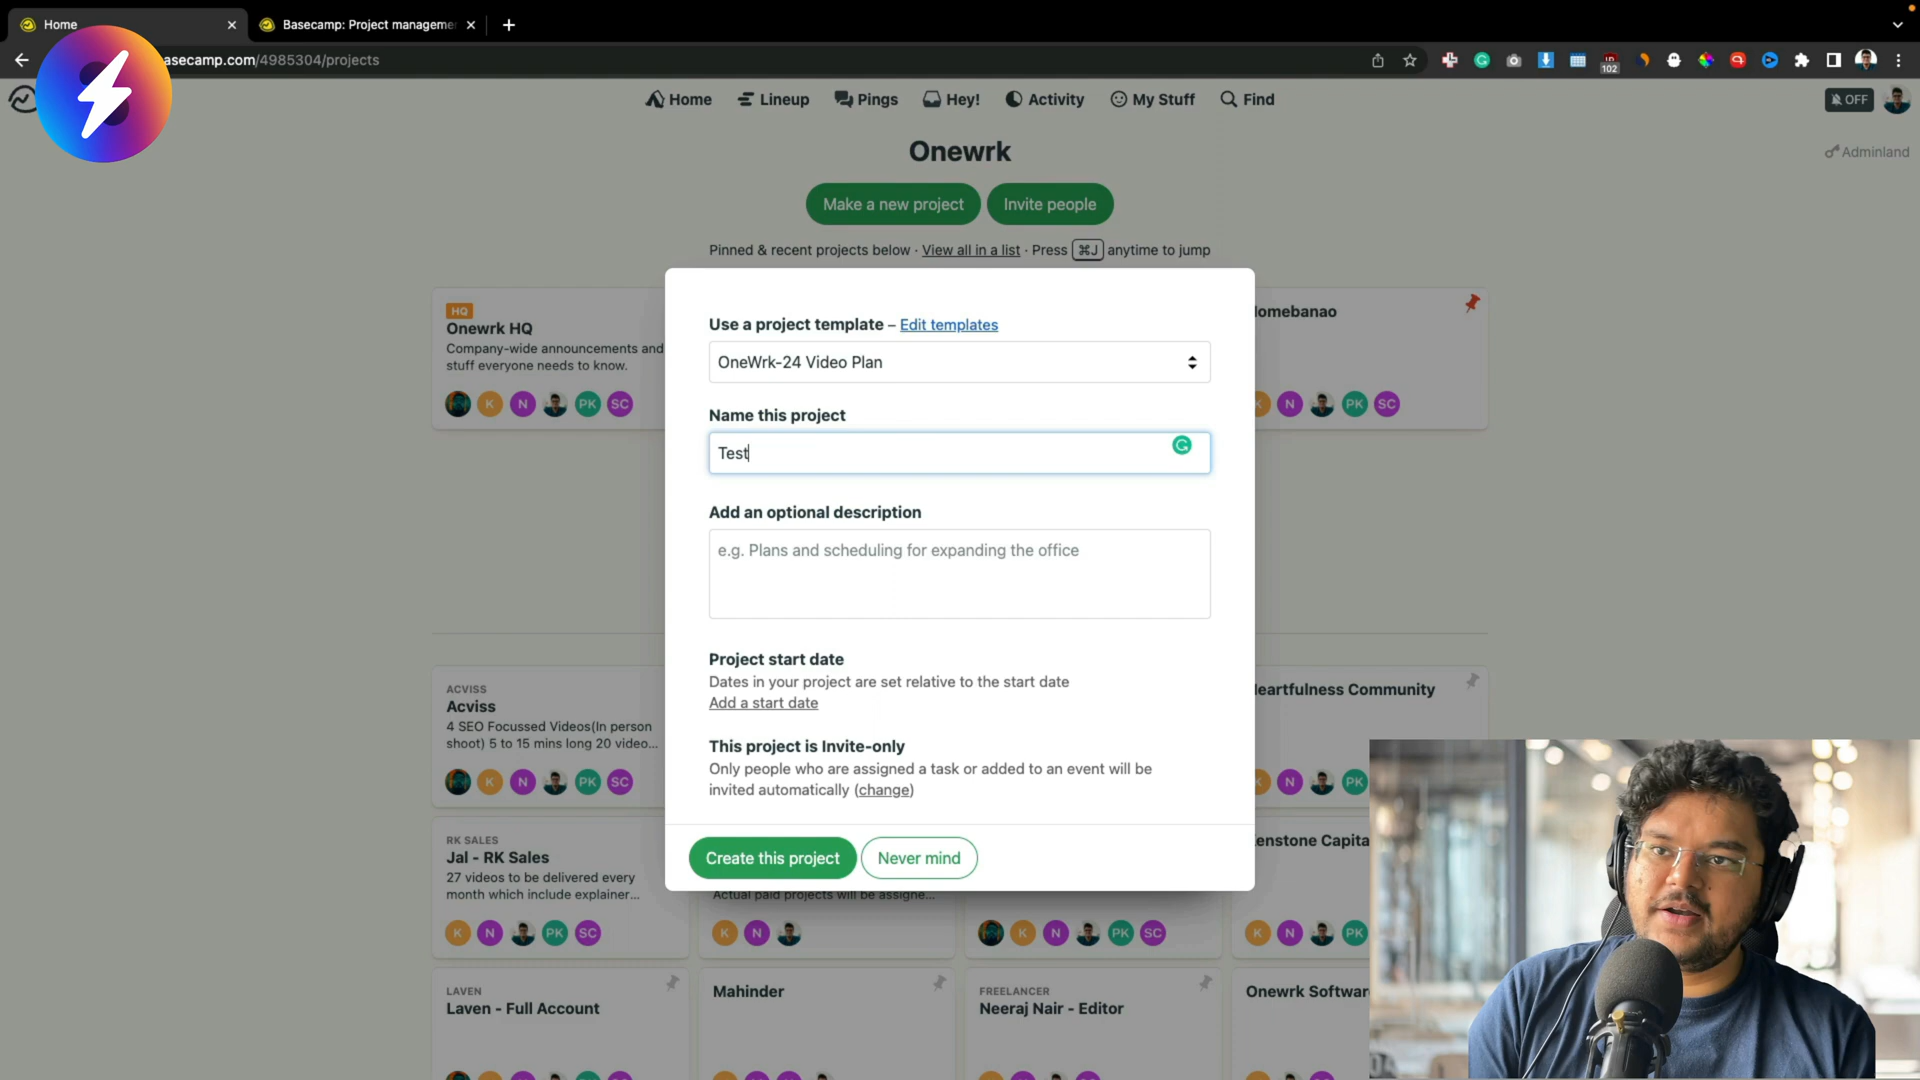 Home
Basecamp: Project manageme
asecamp.com/4985304/projects
102
Home
Lineup
Pings
Hey!
Activity
My Stuff
Find
OFF
Onewrk
Adminland
Make a new project
Invite people
Pinned & recent projects below · View all in a list · Press ⌘J anytime to jump
HQ
Onewrk HQ
Company-wide announcements and
stuff everyone needs to know.
K N PK SC
omebanao
N PK SC
Use a project template – Edit templates
OneWrk-24 Video Plan
Name this project
Test
Add an optional description
e.g. Plans and scheduling for expanding the office
Project start date
Dates in your project are set relative to the start date
Add a start date
This project is Invite-only
Only people who are assigned a task or added to an event will be
invited automatically (change)
Create this project
Never mind
ACVISS
Acviss
4 SEO Focussed Videos(In person
shoot) 5 to 15 mins long 20 video...
K N PK SC
eartfulness Community
K N PK
RK SALES
Jal - RK Sales
27 videos to be delivered every
month which include explainer...
K N PK SC
Actual paid projects will be assigne...
K N
K N PK SC
enstone Capita
K N PK
LAVEN
Laven - Full Account
Mahinder
FREELANCER
Neeraj Nair - Editor
Onewrk Softwar